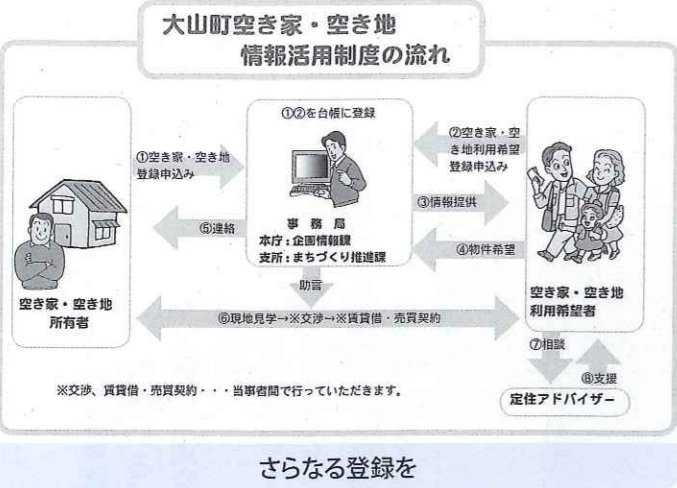 大山町空き家・空き地
情報活用制度の流れ
①②を台帳に登録
①空き家・空き地
登録申込み
②空き家・空
き地利用希望
登録申込み
③情報提供
⑤連絡
事務局
本庁：企画情報課
支所：まちづくり推進課
④物件希望
助言
空き家・空き地
所有者
空き家・空き地
利用希望者
⑥現地見学→※交渉→※賃貸借・売買契約
⑦相談
⑧支援
※交渉、賃貸借・売買契約・・・当事者間で行っていただきます。
定住アドバイザー
さらなる登録を